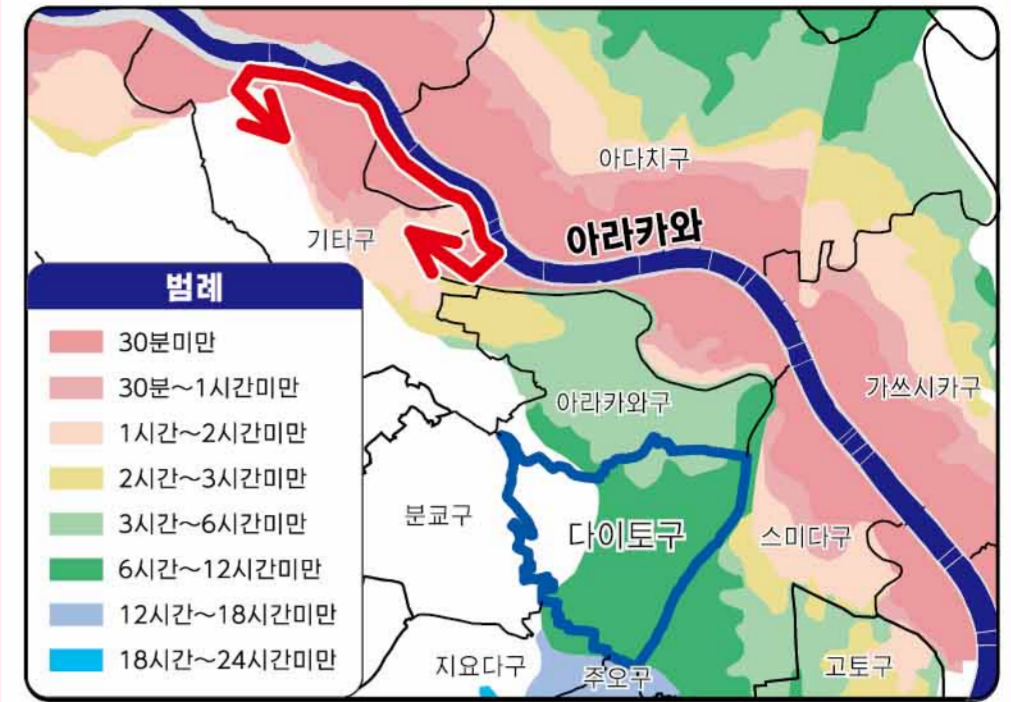 아다치구
아라카와
기타구
범례
30분미만
30분~1시간미만
1시간~2시간미만
2시간~3시간미만
3시간~6시간미만
6시간~12시간미만
12시간~18시간미만
18시간~24시간미만
가쓰시카구
아라카와구
분쿄구
다이토구
스미다구
지요다구
주오구
고토구